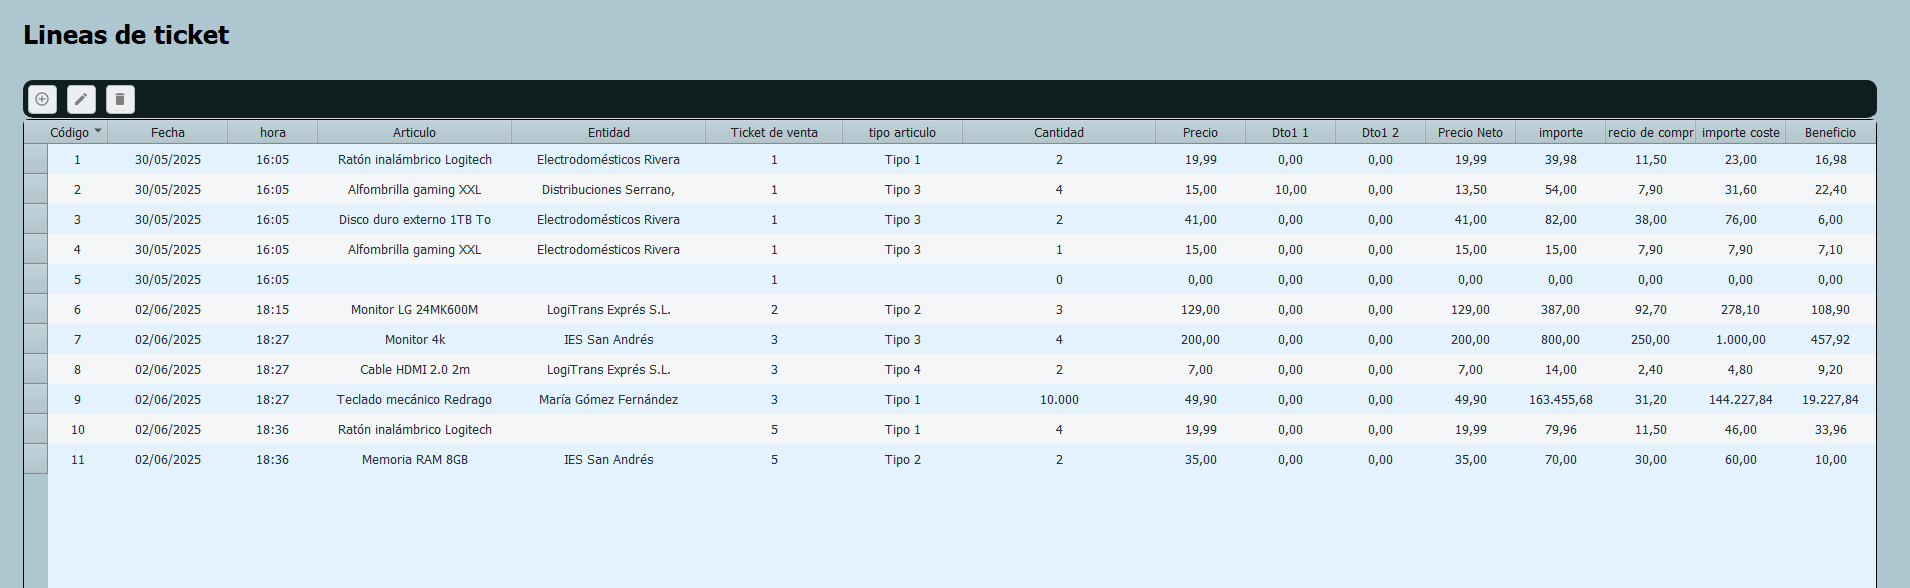 Lineas de ticket
Código Fecha hora Articulo Entidad Ticket de venta tipo articulo Cantidad Precio Dto1 1 Dto1 2 Precio Neto importe recio de compr importe coste Beneficio
1 30/05/2025 16:05 Ratón inalámbrico Logitech Electrodomésticos Rivera 1 Tipo 1 2 19,99 0,00 0,00 19,99 39,98 11,50 23,00 16,98
2 30/05/2025 16:05 Alfombrilla gaming XXL Distribuciones Serrano, 1 Tipo 3 4 15,00 10,00 0,00 13,50 54,00 7,90 31,60 22,40
3 30/05/2025 16:05 Disco duro externo 1TB To Electrodomésticos Rivera 1 Tipo 3 2 41,00 0,00 0,00 41,00 82,00 38,00 76,00 6,00
4 30/05/2025 16:05 Alfombrilla gaming XXL Electrodomésticos Rivera 1 Tipo 3 1 15,00 0,00 0,00 15,00 15,00 7,90 7,90 7,10
5 30/05/2025 16:05 1 0 0,00 0,00 0,00 0,00 0,00 0,00 0,00 0,00
6 02/06/2025 18:15 Monitor LG 24MK600M LogiTrans Exprés S.L. 2 Tipo 2 3 129,00 0,00 0,00 129,00 387,00 92,70 278,10 108,90
7 02/06/2025 18:27 Monitor 4k IES San Andrés 3 Tipo 3 4 200,00 0,00 0,00 200,00 800,00 250,00 1.000,00 457,92
8 02/06/2025 18:27 Cable HDMI 2.0 2m LogiTrans Exprés S.L. 3 Tipo 4 2 7,00 0,00 0,00 7,00 14,00 2,40 4,80 9,20
9 02/06/2025 18:27 Teclado mecánico Redrago María Gómez Fernández 3 Tipo 1 10.000 49,90 0,00 0,00 49,90 163.455,68 31,20 144.227,84 19.227,84
10 02/06/2025 18:36 Ratón inalámbrico Logitech 5 Tipo 1 4 19,99 0,00 0,00 19,99 79,96 11,50 46,00 33,96
11 02/06/2025 18:36 Memoria RAM 8GB IES San Andrés 5 Tipo 2 2 35,00 0,00 0,00 35,00 70,00 30,00 60,00 10,00